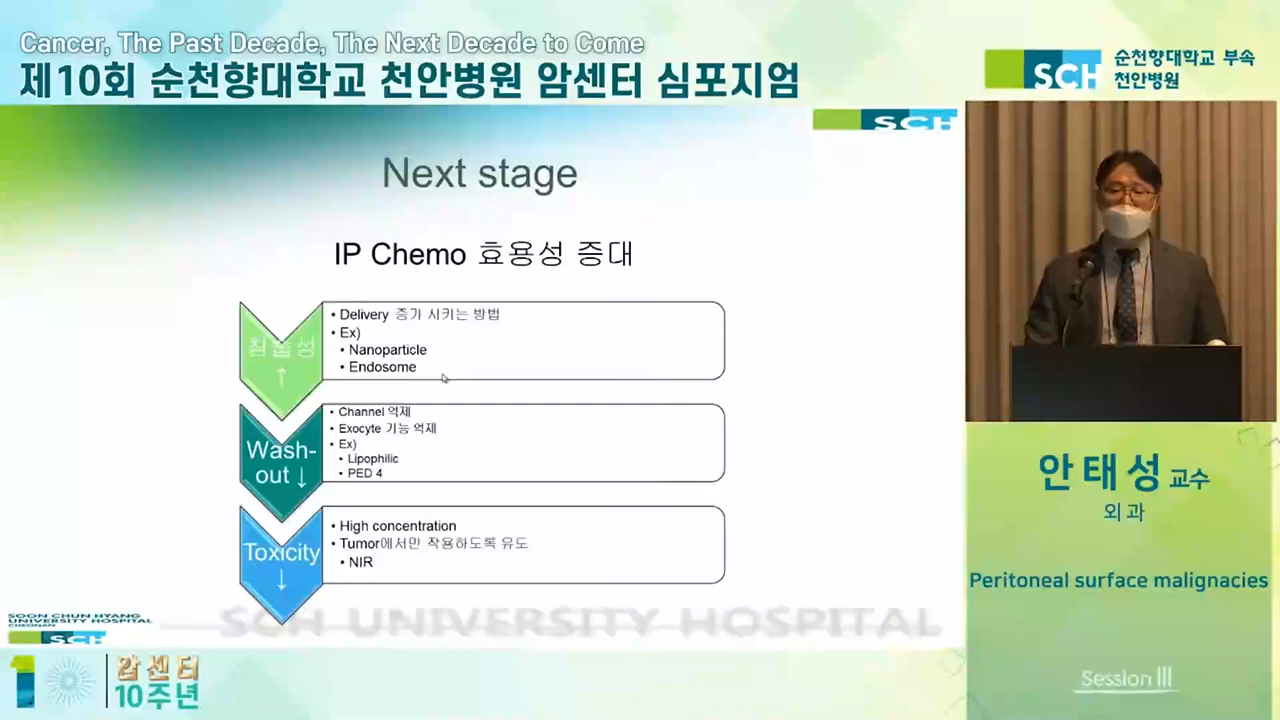 Cancer, The Past Decade, The Next Decade to Come
제10회 순천향대학교 천안병원 암센터 심포지엄
SCH
순천향대학교 부속
천안병원
SCH
Next stage
IP Chemo 효용성 증대
침습성
↑
• Delivery 증가 시키는 방법
• Ex)
• Nanoparticle
• Endosome
Wash-
out ↓
• Channel 억제
• Exocyte 기능 억제
• Ex)
• Lipophilic
• PED 4
Toxicity
↓
• High concentration
• Tumor에서만 작용하도록 유도
• NIR
안태성 교수
외과
Peritoneal surface malignacies
Session III
SOON CHUN HYANG
UNIVERSITY HOSPITAL
CHEONAN
SCH
SCH UNIVERSITY HOSPITAL
암센터
10주년